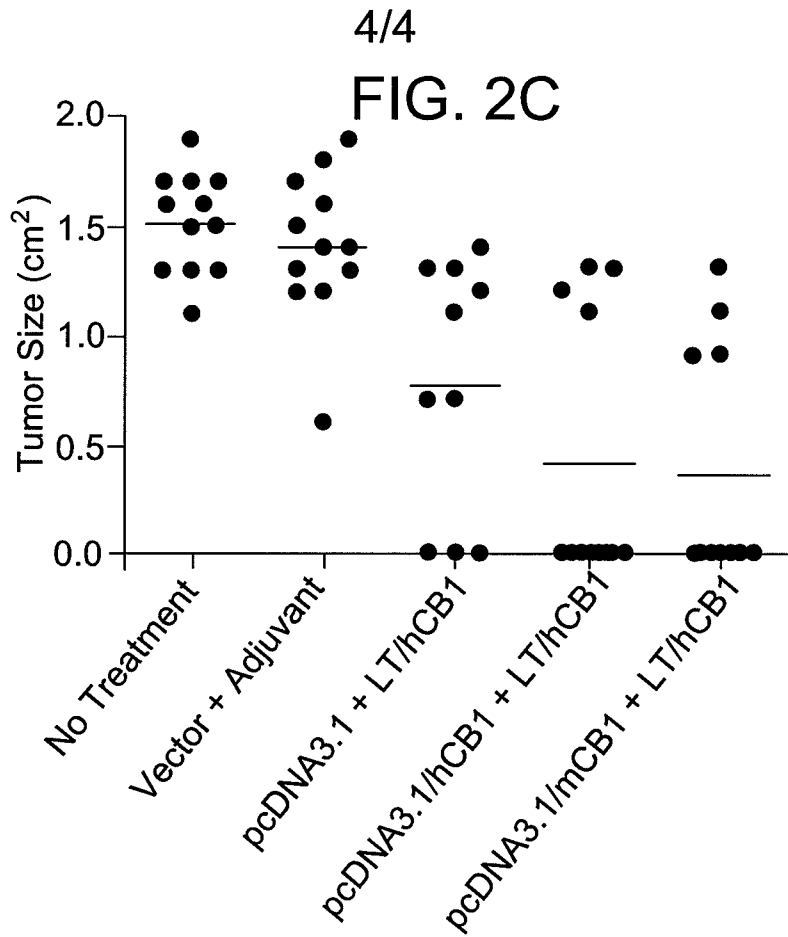 4/4
FIG. 2C
Tumor Size (cm²)
2.0
1.5
1.0
0.5
0.0
No Treatment
Vector + Adjuvant
pcDNA3.1 + LT/hCB1
pcDNA3.1/hCB1 + LT/hCB1
pcDNA3.1/mCB1 + LT/hCB1